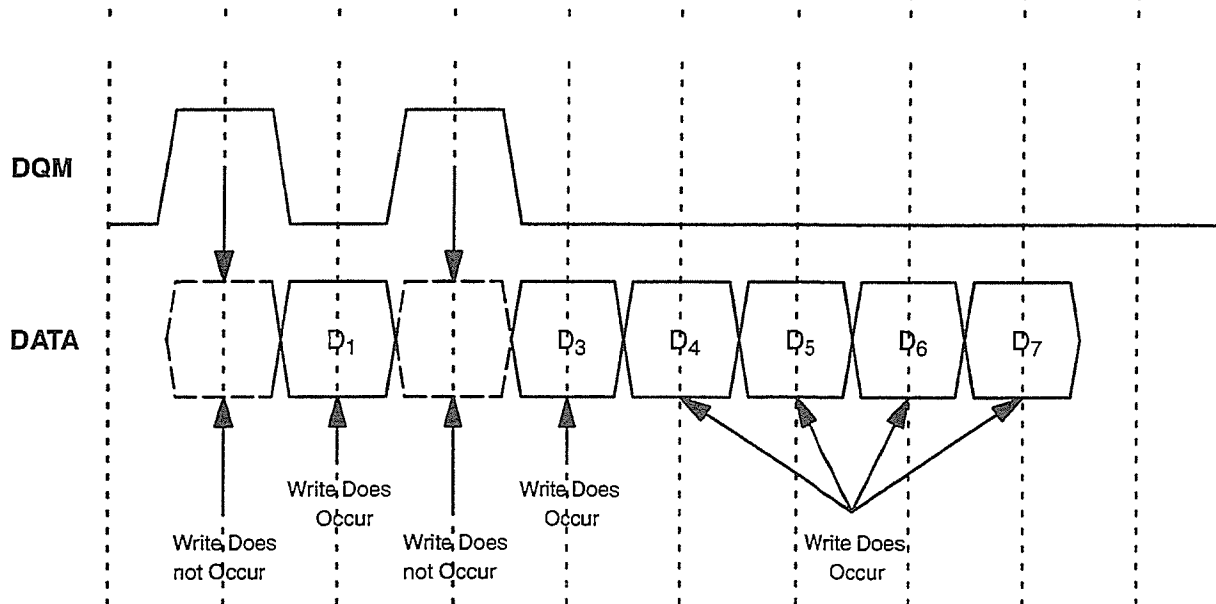 DQM
DATA
D1 D3 D4 D5 D6 D7
Write Does
Occur
Write Does
Occur
Write Does
not Occur
Write Does
not Occur
Write Does
Occur